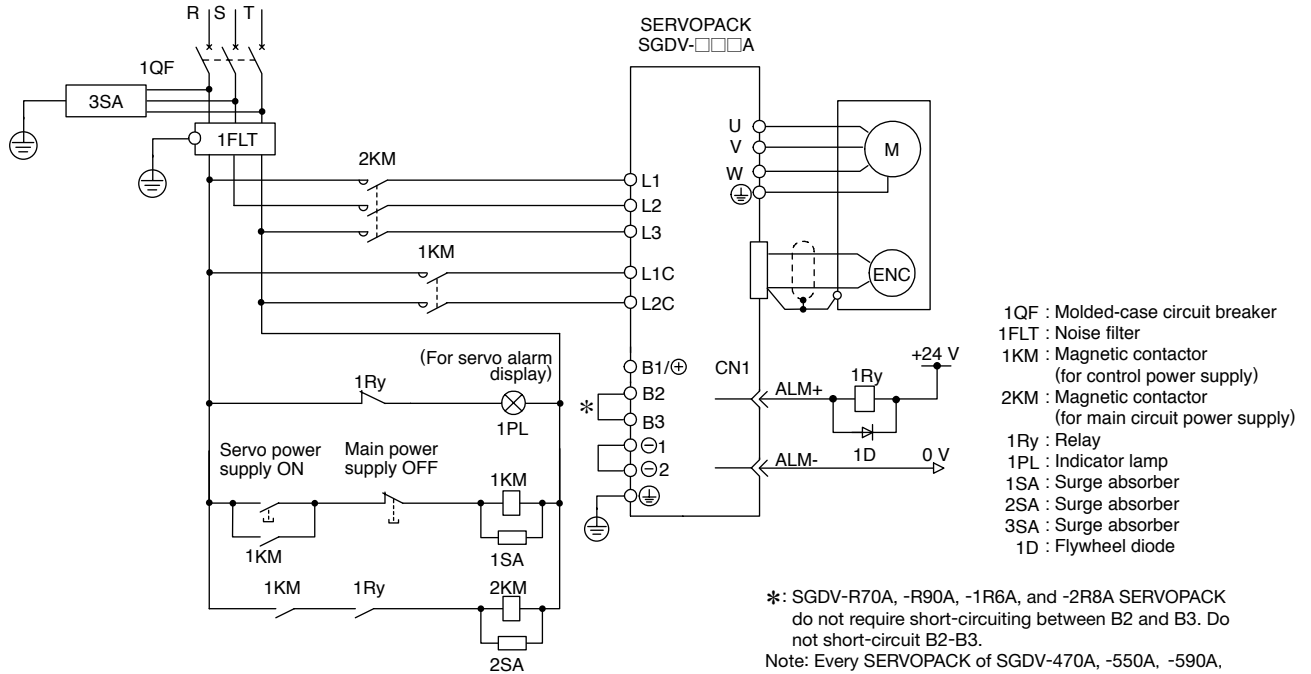 R S T
1QF
3SA
1FLT
2KM
1KM
SERVOPACK
SGDV-□□□A
L1
L2
L3
L1C
L2C
B1/⊕
B2
B3
⊖1
⊖2
*
U
V
W
M
ENC
CN1
ALM+
1Ry
+24 V
1D
ALM-
0 V
(For servo alarm
display)
1Ry
1PL
Servo power
supply ON
Main power
supply OFF
1KM
1KM
1SA
1KM
1Ry
2KM
2SA
1QF : Molded-case circuit breaker
1FLT : Noise filter
1KM : Magnetic contactor
(for control power supply)
2KM : Magnetic contactor
(for main circuit power supply)
1Ry : Relay
1PL : Indicator lamp
1SA : Surge absorber
2SA : Surge absorber
3SA : Surge absorber
1D : Flywheel diode
*: SGDV-R70A, -R90A, -1R6A, and -2R8A SERVOPACK
do not require short-circuiting between B2 and B3. Do
not short-circuit B2-B3.
Note: Every SERVOPACK of SGDV-470A, -550A, -590A,